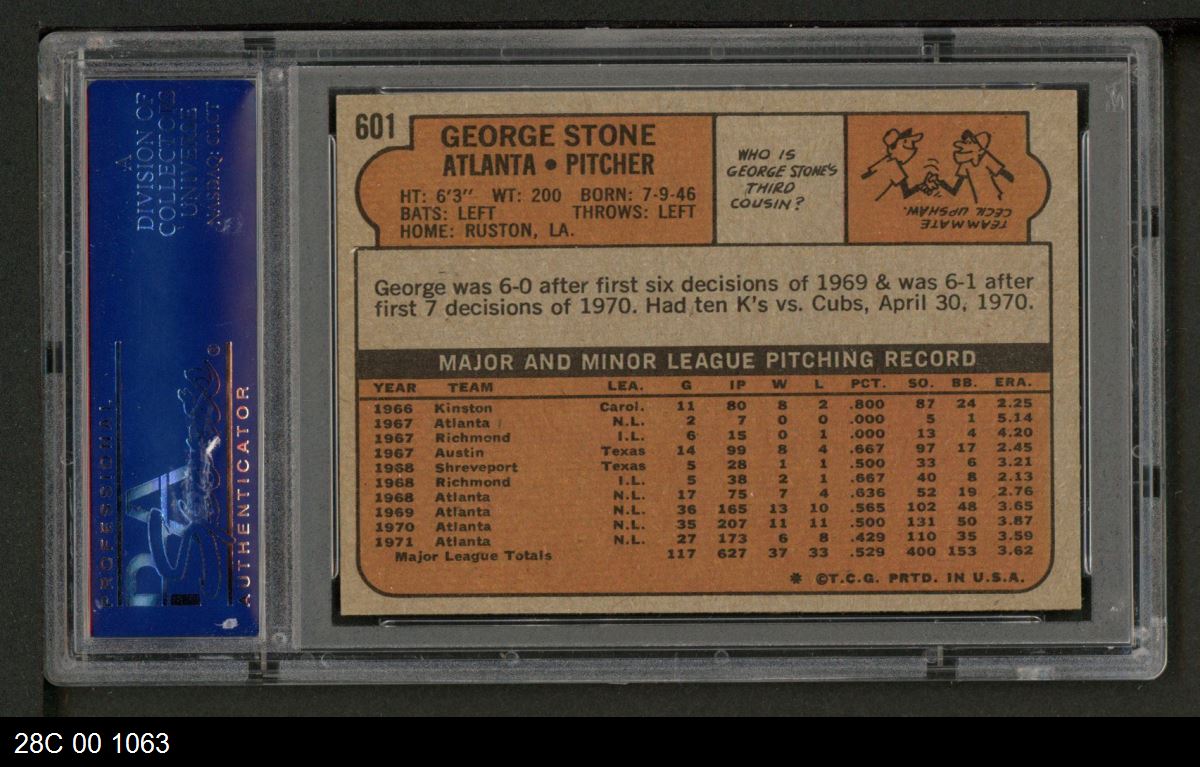 A
DIVISION OF
COLLECTORS
UNIVERSE
NASDAQ: CLCT
PROFESSIONAL
PSA
AUTHENTICATOR
601
GEORGE STONE
ATLANTA • PITCHER
HT: 6'3" WT: 200 BORN: 7-9-46
BATS: LEFT THROWS: LEFT
HOME: RUSTON, LA.
WHO IS
GEORGE STONE'S
THIRD
COUSIN?
TEAMMATE
CECIL UPSHAW.
George was 6-0 after first six decisions of 1969 & was 6-1 after
first 7 decisions of 1970. Had ten K's vs. Cubs, April 30, 1970.
MAJOR AND MINOR LEAGUE PITCHING RECORD
YEAR TEAM LEA. G IP W L PCT. SO. BB. ERA.
1966 Kinston Carol. 11 80 8 2 .800 87 24 2.25
1967 Atlanta N.L. 2 7 0 0 .000 5 1 5.14
1967 Richmond I.L. 6 15 0 1 .000 13 4 4.20
1967 Austin Texas 14 99 8 4 .667 97 17 2.45
1968 Shreveport Texas 5 28 1 1 .500 33 6 3.21
1968 Richmond I.L. 5 38 2 1 .667 40 8 2.13
1968 Atlanta N.L. 17 75 7 4 .636 52 19 2.76
1969 Atlanta N.L. 36 165 13 10 .565 102 48 3.65
1970 Atlanta N.L. 35 207 11 11 .500 131 50 3.87
1971 Atlanta N.L. 27 173 6 8 .429 110 35 3.59
Major League Totals 117 627 37 33 .529 400 153 3.62
* ©T.C.G. PRTD. IN U.S.A.
28C 00 1063